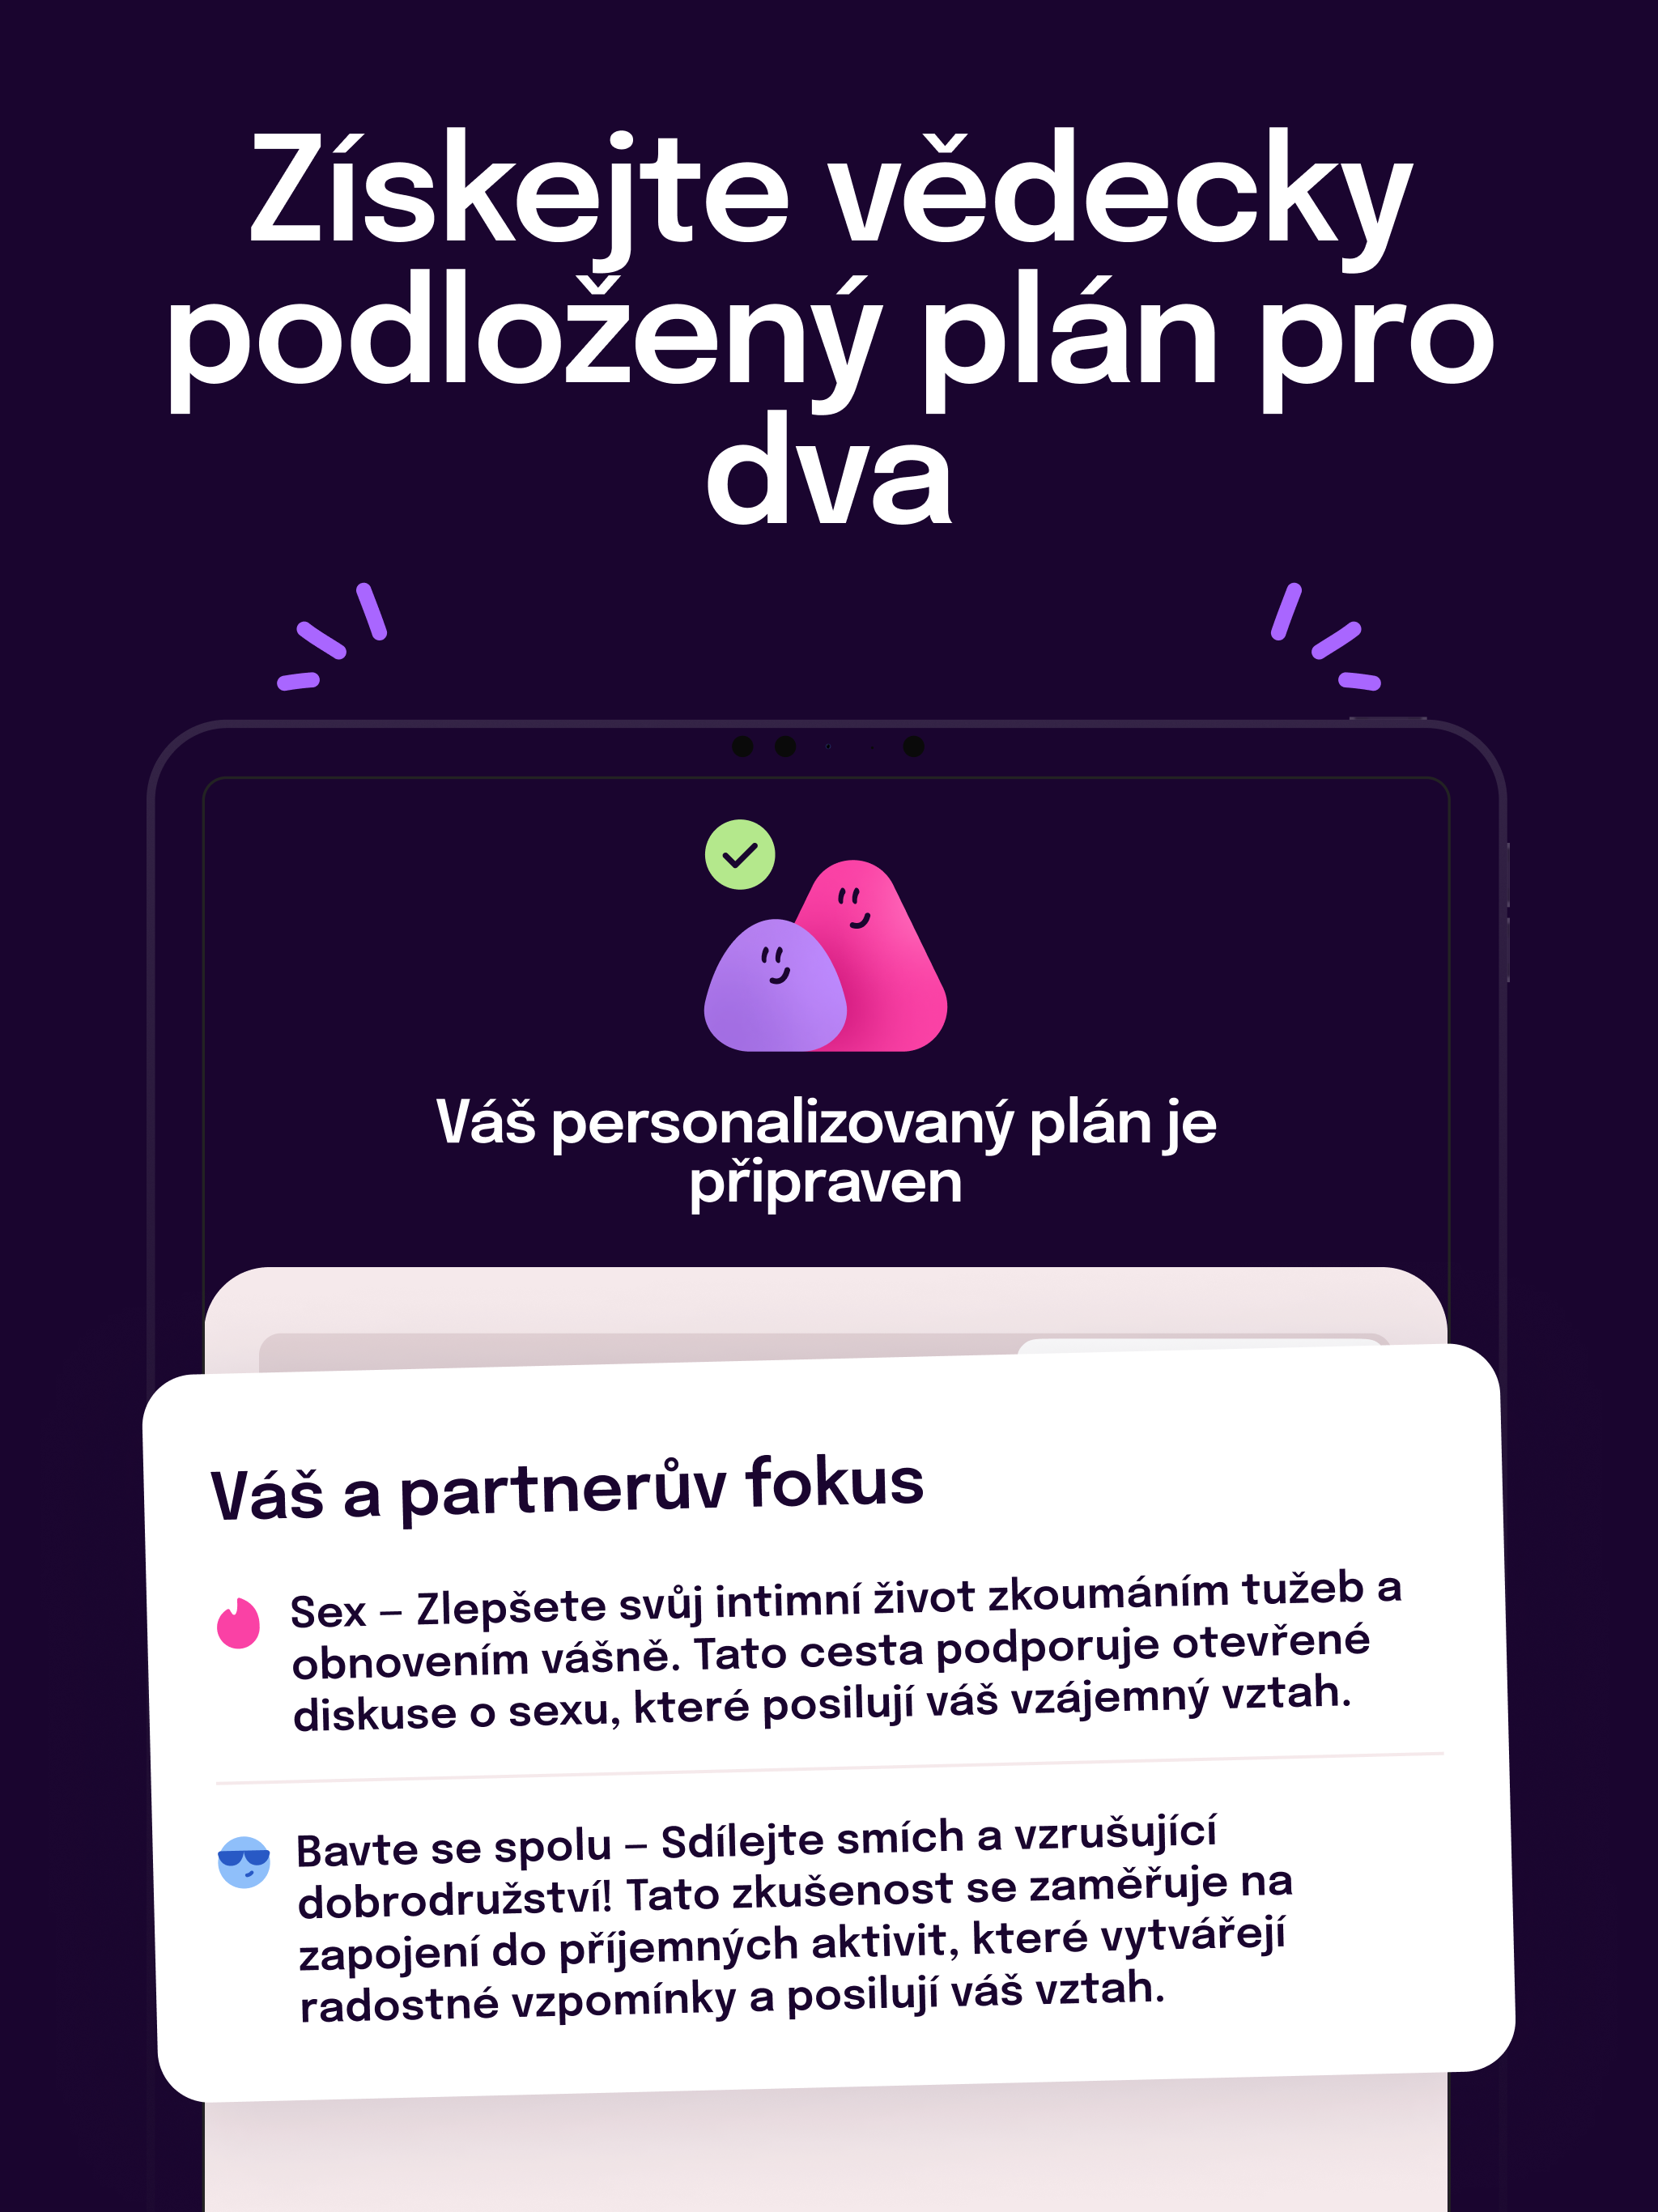 Získejte vědecky
podložený plán pro
dva
Váš personalizovaný plán je
připraven
Váš a partnerův fokus
Sex – Zlepšete svůj intimní život zkoumáním tužeb a
obnovením vášně. Tato cesta podporuje otevřené
diskuse o sexu, které posilují váš vzájemný vztah.
Bavte se spolu – Sdílejte smích a vzrušující
dobrodružství! Tato zkušenost se zaměřuje na
zapojení do příjemných aktivit, které vytvářejí
radostné vzpomínky a posilují váš vztah.